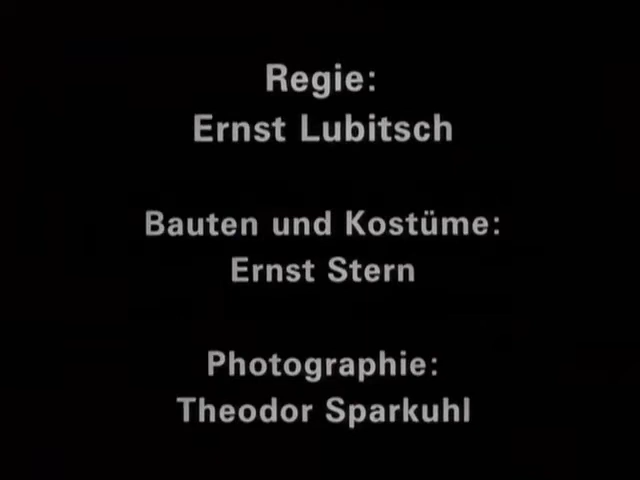 Regie:
Ernst Lubitsch
Bauten und Kostüme:
Ernst Stern
Photographie:
Theodor Sparkuhl